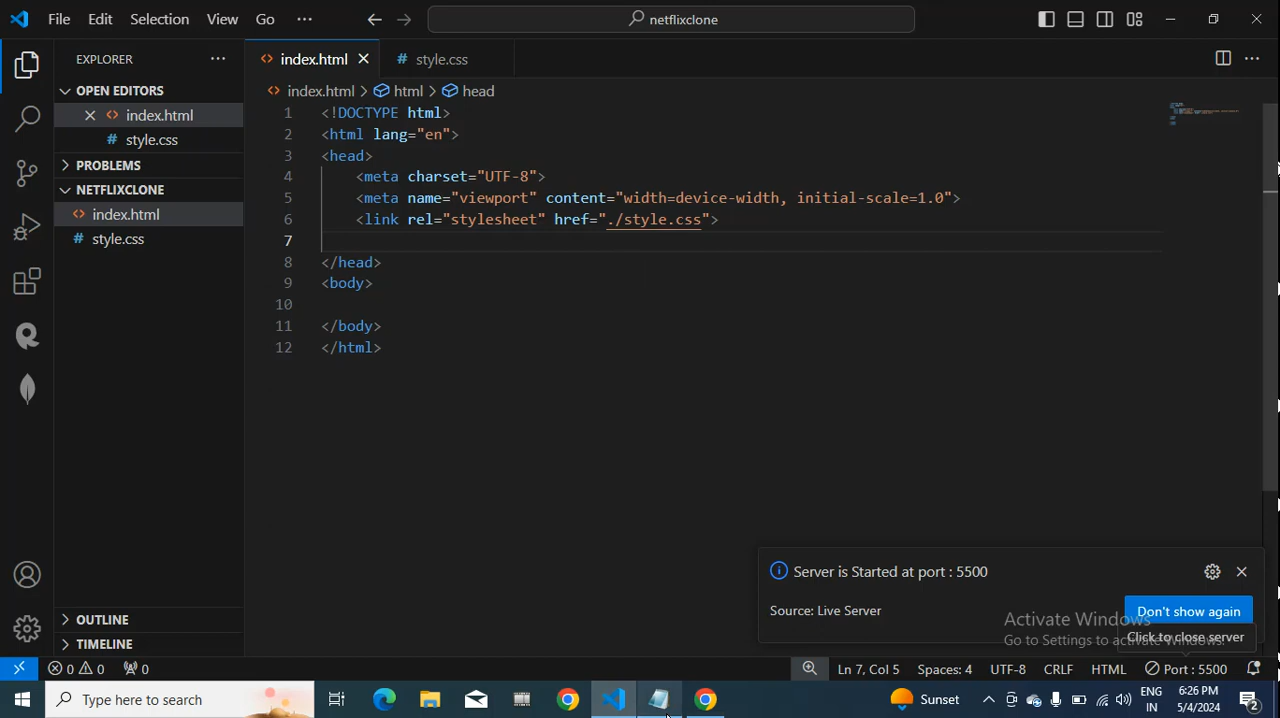 File Edit Selection View Go ··· netflixclone
EXPLORER ···
index.html
style.css
OPEN EDITORS
index.html > html > head
index.html
style.css
PROBLEMS
NETFLIXCLONE
index.html
style.css
1 <!DOCTYPE html>
2 <html lang="en">
3 <head>
4 <meta charset="UTF-8">
5 <meta name="viewport" content="width=device-width, initial-scale=1.0">
6 <link rel="stylesheet" href="./style.css">
7
8 </head>
9 <body>
10
11 </body>
12 </html>
Server is Started at port : 5500
Source: Live Server
Don't show again
Activate Windows
Go to Settings to activate Windows.
Click to close server
OUTLINE
TIMELINE
0 0 0 Ln 7, Col 5 Spaces: 4 UTF-8 CRLF HTML Port : 5500
Type here to search
Sunset
ENG
IN
6:26 PM
5/4/2024
2